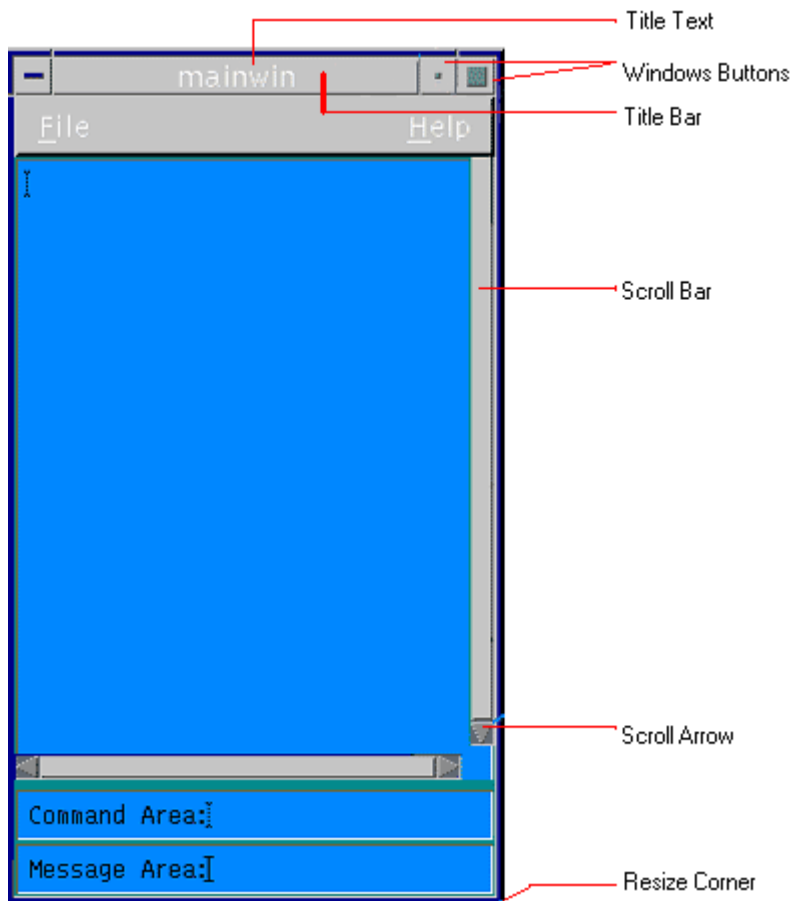 Title Text
mainwin
Windows Buttons
Title Bar
File Help
Scroll Bar
Scroll Arrow
Command Area:
Message Area:
Resize Corner